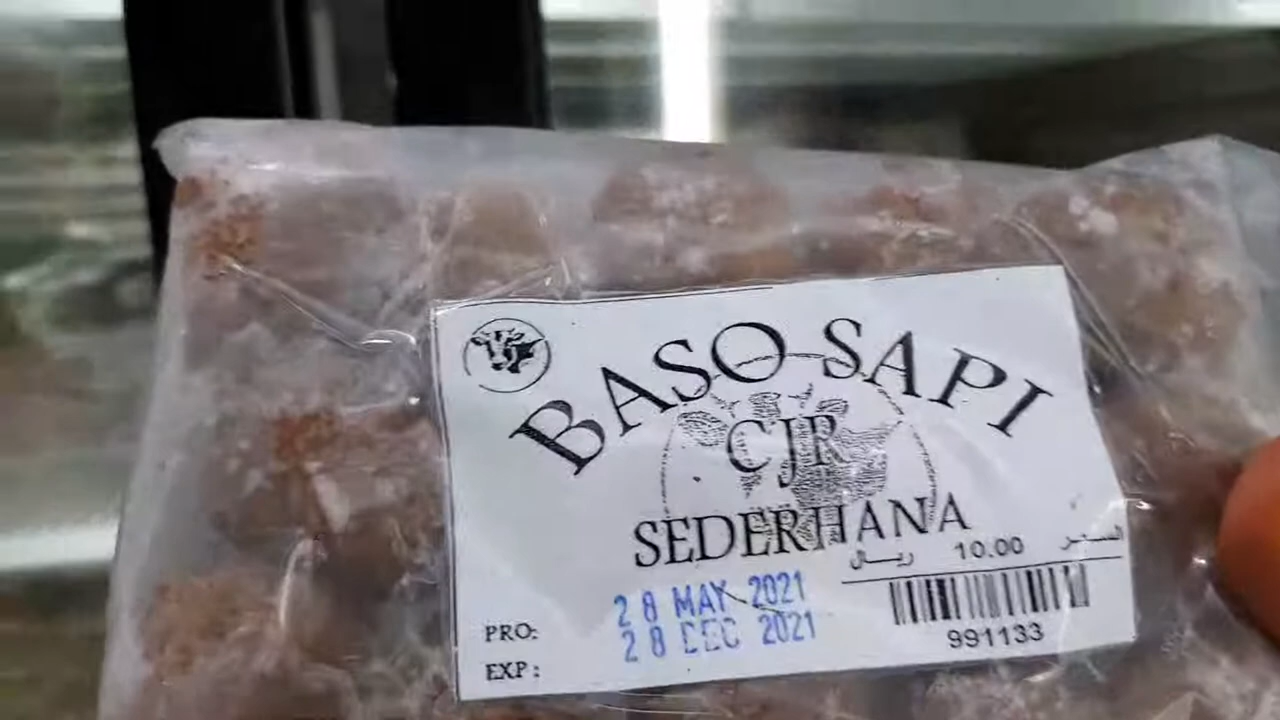 BASO SAPI
CJR
SEDERHANA
السعر 10.00 ريال
PRO: 28 MAY 2021
EXP: 28 DEC 2021
991133